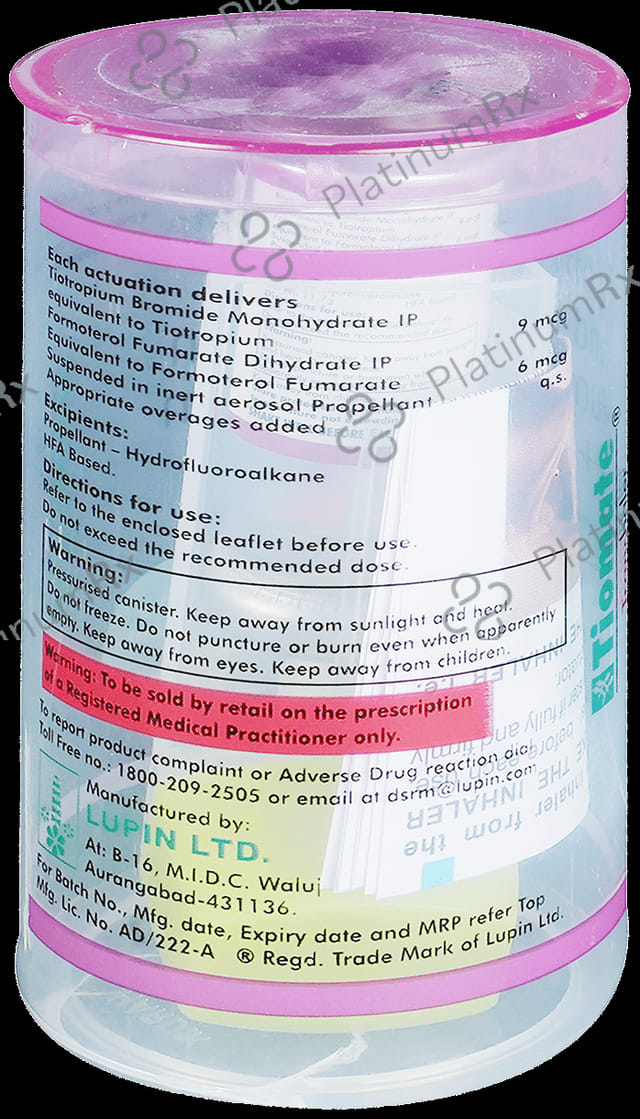 Each actuation delivers
Tiotropium Bromide Monohydrate IP
equivalent to Tiotropium 9 mcg
Formoterol Fumarate Dihydrate IP
Equivalent to Formoterol Fumarate 6 mcg
Suspended in inert aerosol Propellant q.s.
Appropriate overages added
Excipients:
Propellant – Hydrofluoroalkane
HFA Based.
Directions for use:
Refer to the enclosed leaflet before use.
Do not exceed the recommended dose.
Warning:
Pressurised canister. Keep away from sunlight and heat.
Do not freeze. Do not puncture or burn even when apparently
empty. Keep away from eyes. Keep away from children.
Warning: To be sold by retail on the prescription
of a Registered Medical Practitioner only.
To report product complaint or Adverse Drug reaction dial
Toll Free no.: 1800-209-2505 or email at dsrm@lupin.com
Manufactured by:
LUPIN LTD.
At: B-16, M.I.D.C. Waluj
Aurangabad-431136.
For Batch No., Mfg. date, Expiry date and MRP refer Top
Mfg. Lic. No. AD/222-A ® Regd. Trade Mark of Lupin Ltd.
Tiomate®
PlatinumRx
PlatinumRx
PlatinumRx
PlatinumRx